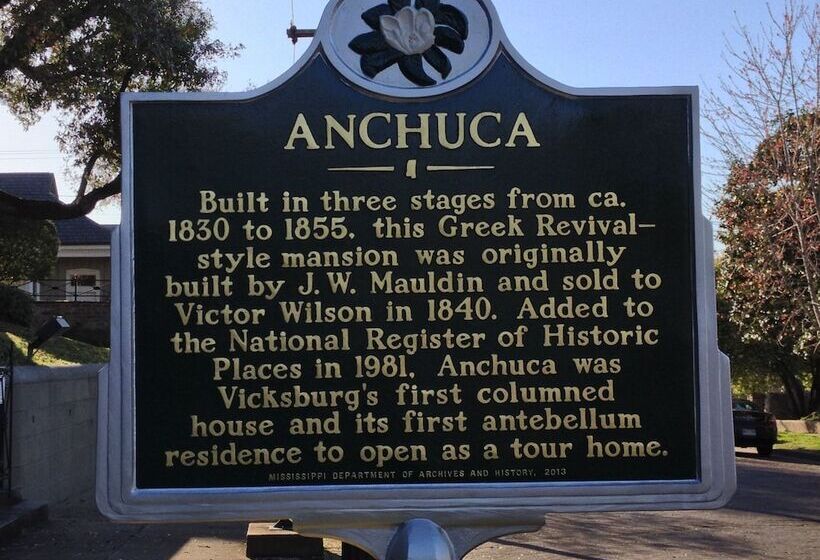 ANCHUCA
Built in three stages from ca.
1830 to 1855, this Greek Revival–
style mansion was originally
built by J. W. Mauldin and sold to
Victor Wilson in 1840. Added to
the National Register of Historic
Places in 1981, Anchuca was
Vicksburg's first columned
house and its first antebellum
residence to open as a tour home.
MISSISSIPPI DEPARTMENT OF ARCHIVES AND HISTORY, 2013